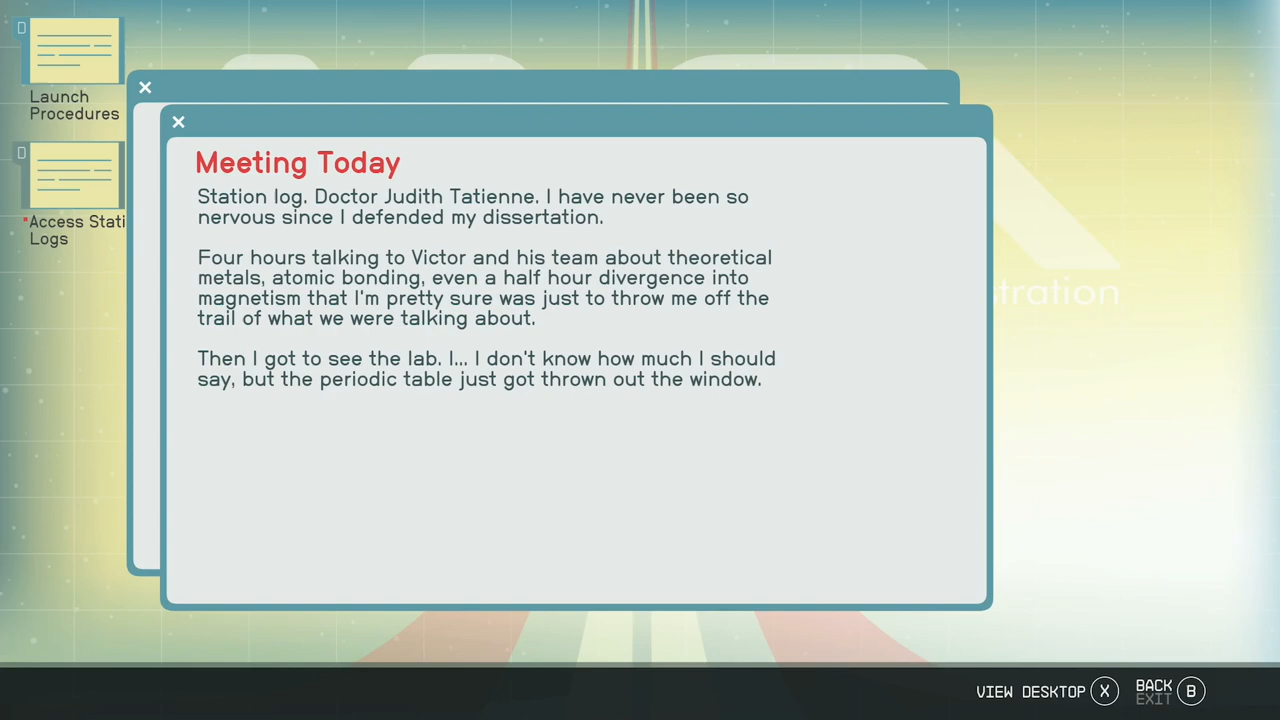 Launch
Procedures
*Access Stati
Logs
Meeting Today
Station log. Doctor Judith Tatienne. I have never been so
nervous since I defended my dissertation.
Four hours talking to Victor and his team about theoretical
metals, atomic bonding, even a half hour divergence into
magnetism that I'm pretty sure was just to throw me off the
trail of what we were talking about.
Then I got to see the lab. I... I don't know how much I should
say, but the periodic table just got thrown out the window.
stration
VIEW DESKTOP X
BACK B
EXIT